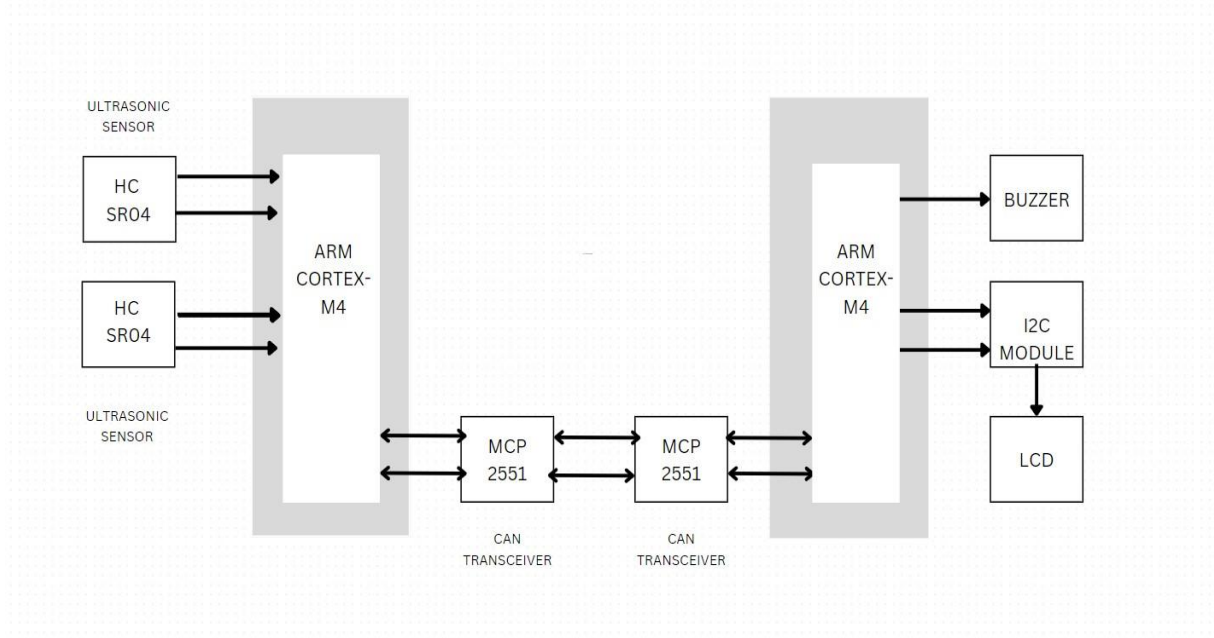 ULTRASONIC
SENSOR
HC
SR04
HC
SR04
ULTRASONIC
SENSOR
ARM
CORTEX-
M4
MCP
2551
CAN
TRANSCEIVER
MCP
2551
CAN
TRANSCEIVER
ARM
CORTEX-
M4
BUZZER
I2C
MODULE
LCD